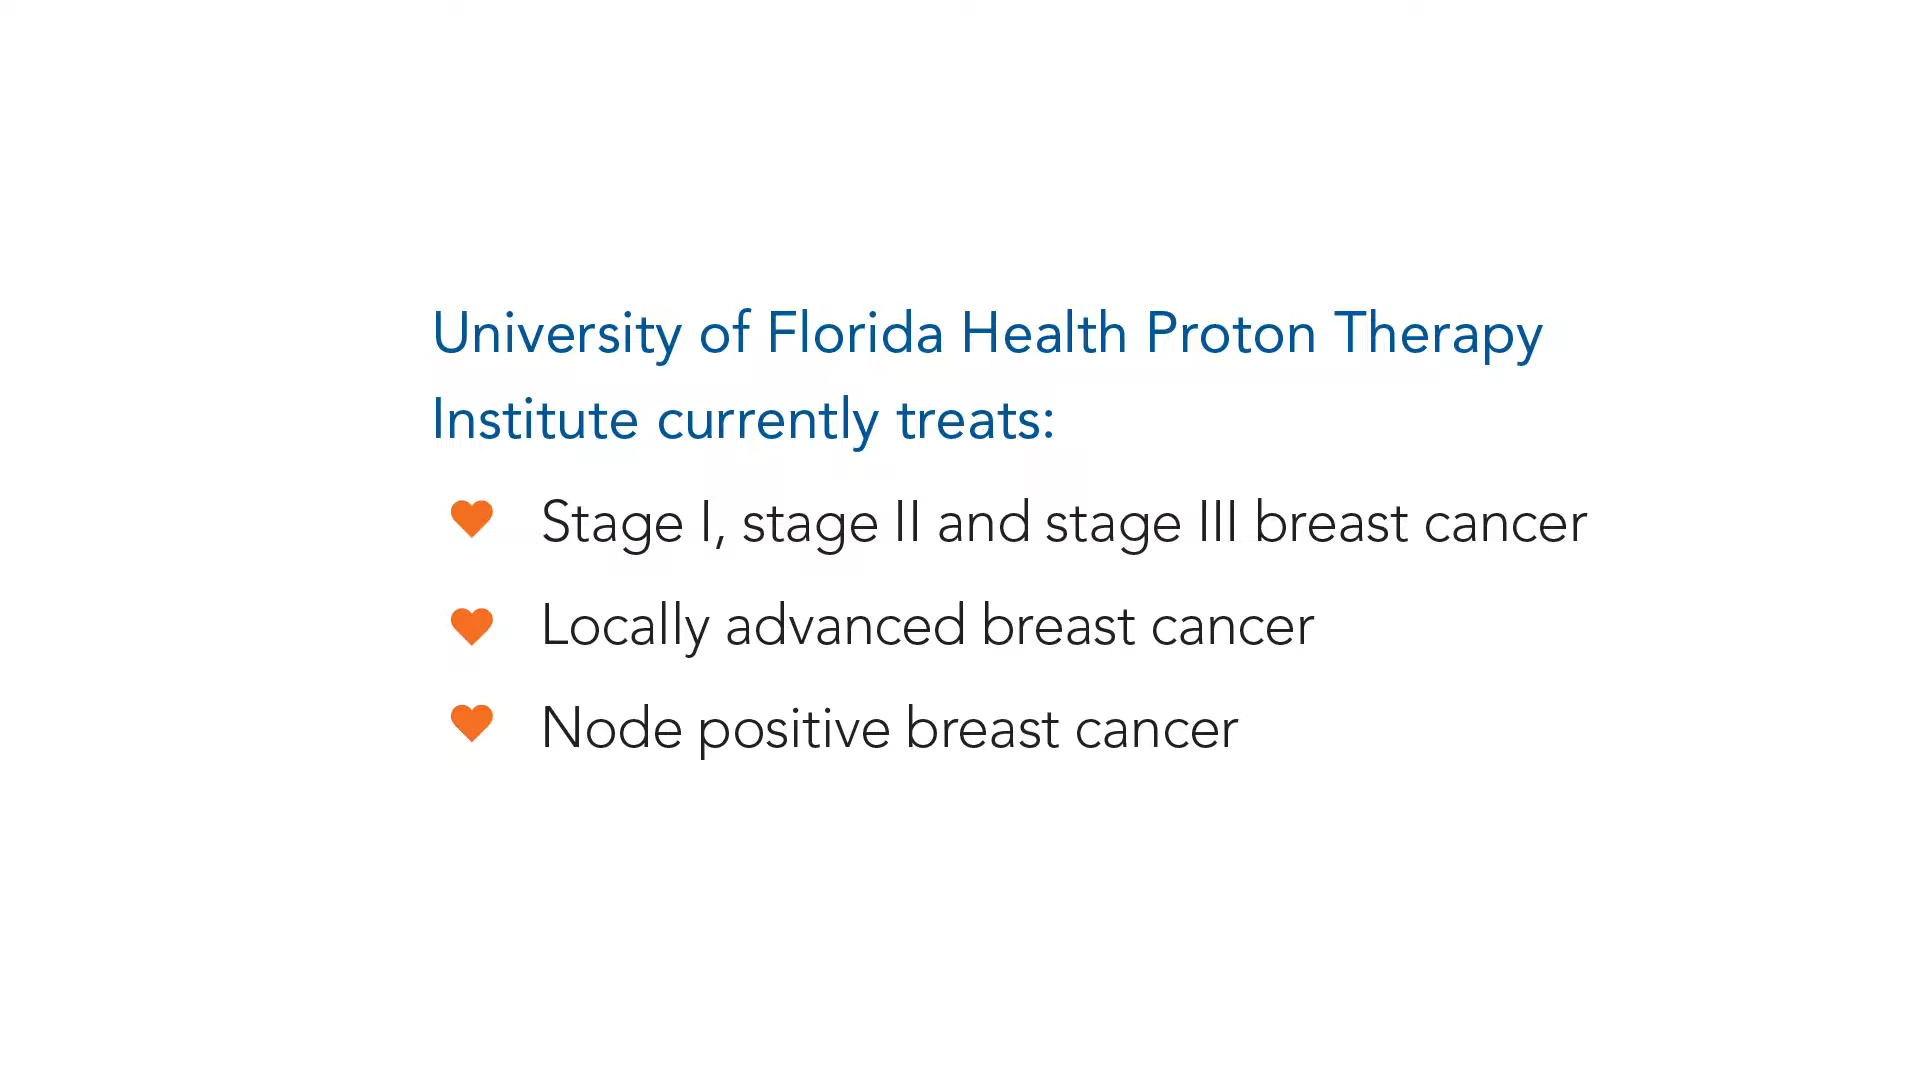 University of Florida Health Proton Therapy
Institute currently treats:
Stage I, stage II and stage III breast cancer
Locally advanced breast cancer
Node positive breast cancer